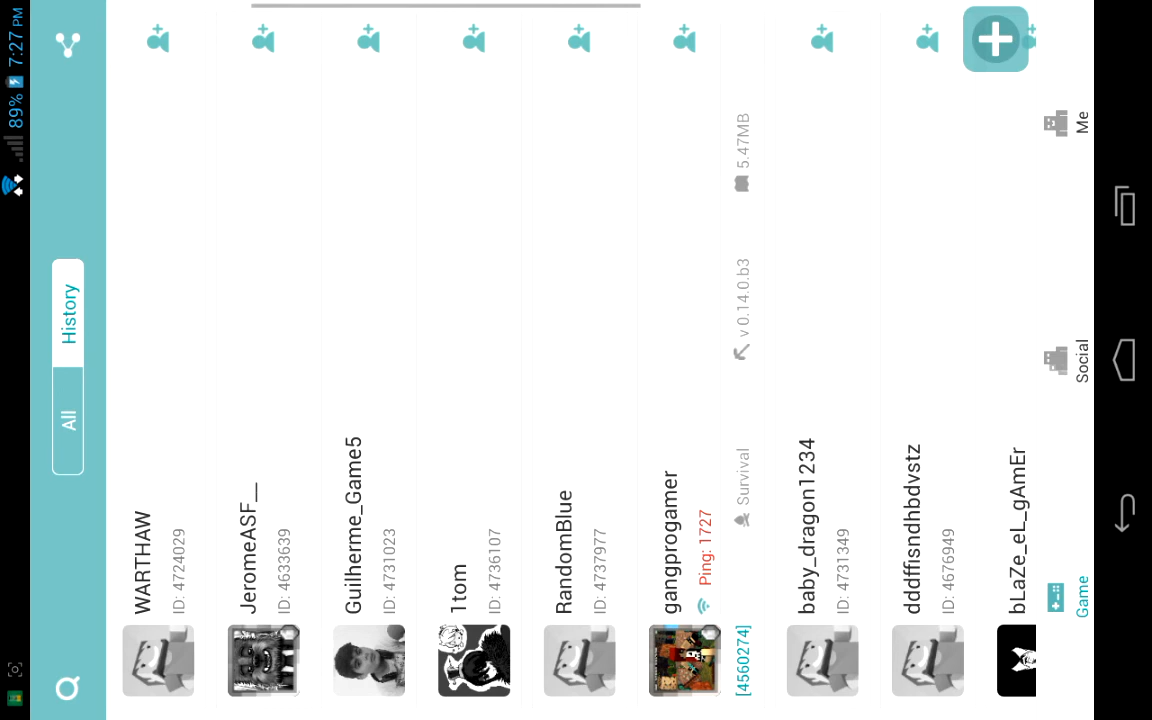 89% 7:27 PM
All History
WARTHAW
ID: 4724029
JeromeASF__
ID: 4633639
Guilherme_Game5
ID: 4731023
1tom
ID: 4736107
RandomBlue
ID: 4737977
gangprogamer
Ping: 1727
[4560274] Survival v 0.14.0.b3 5.47MB
baby_dragon1234
ID: 4731349
dddffisndhbdvstz
ID: 4676949
bLaZe_eL_gAmEr
Game Social Me